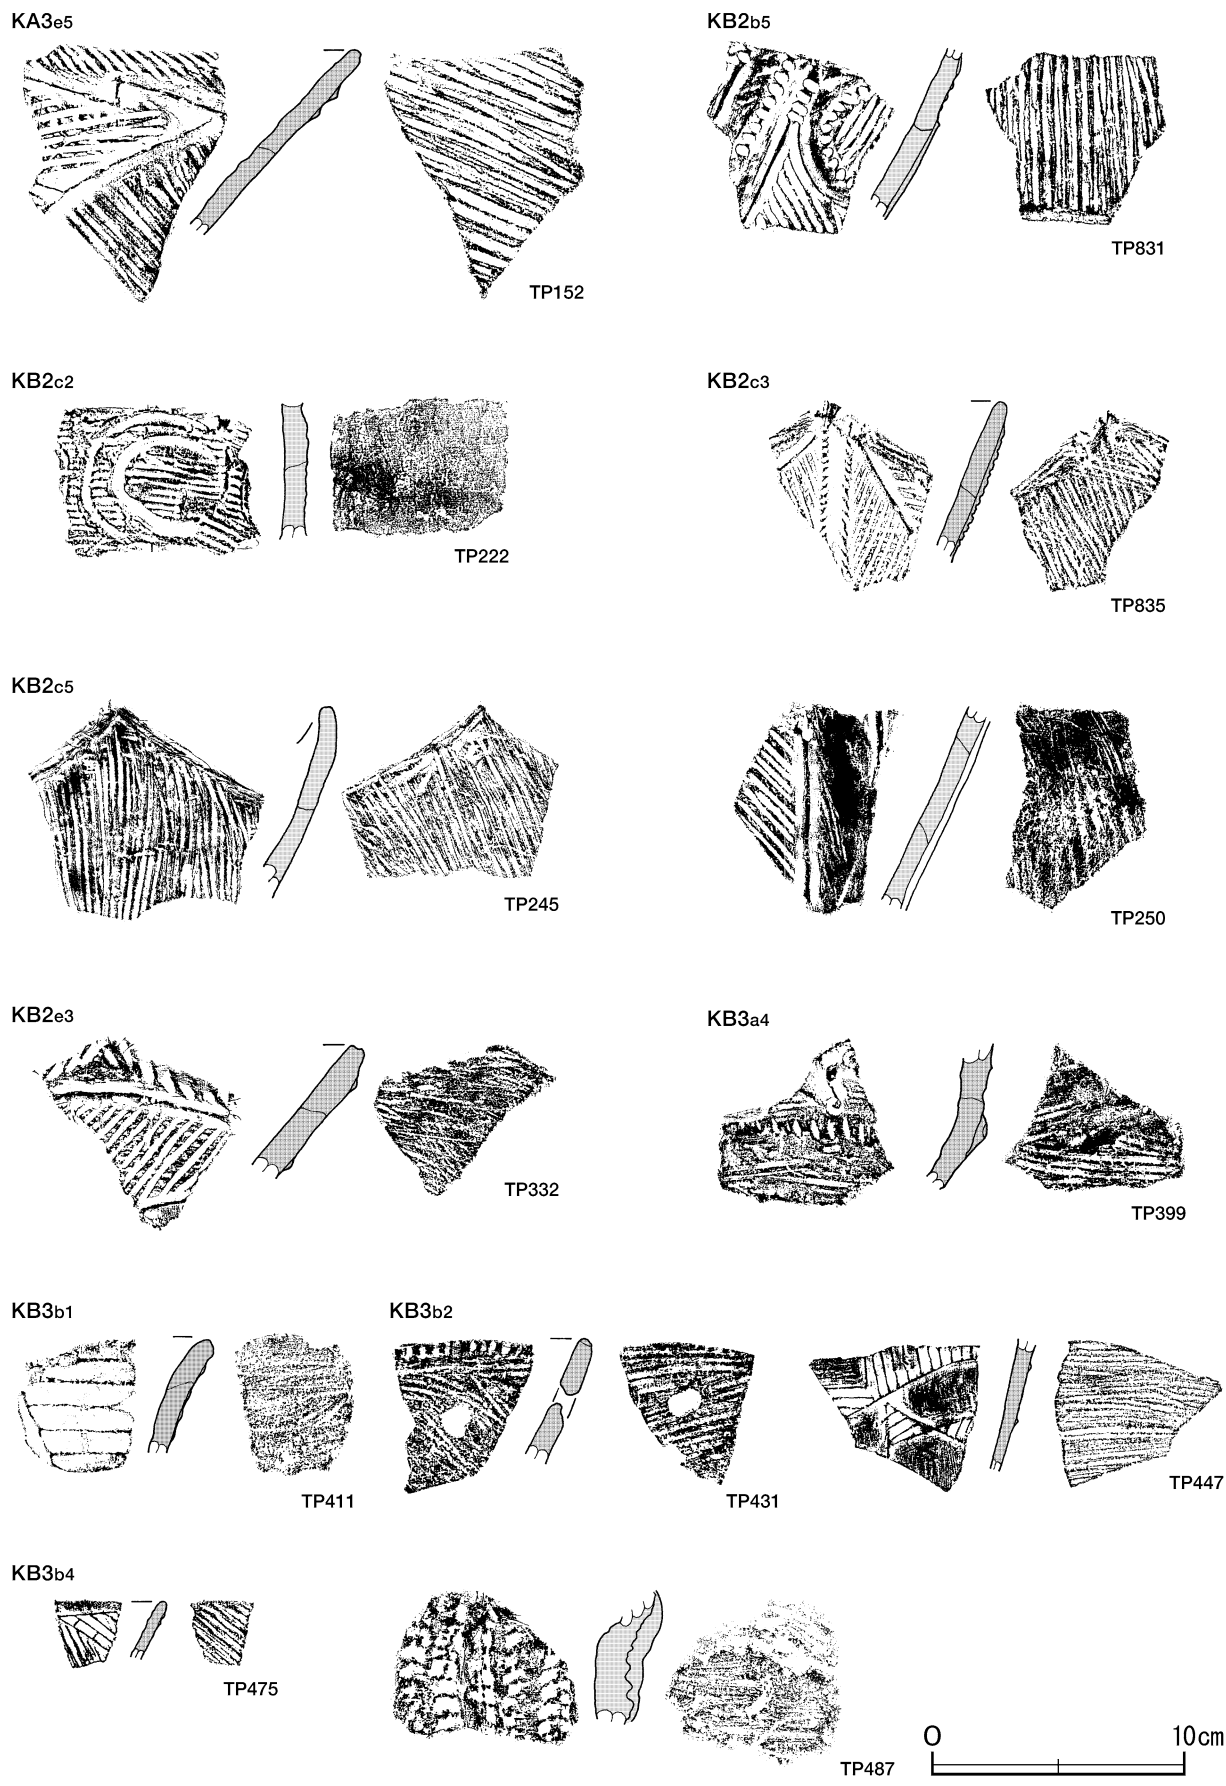 KA3e5
KB2b5
TP152
TP831
KB2c2
KB2c3
TP222
TP835
KB2c5
TP245
TP250
KB2e3
KB3a4
TP332
TP399
KB3b1
KB3b2
TP411
TP431
TP447
KB3b4
TP475
TP487
0 10cm